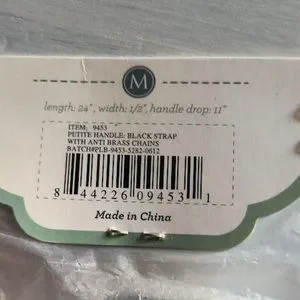 M
length: 24", width: 1/2", handle drop: 11"
ITEM: 9453
PETITE HANDLE: BLACK STRAP
WITH ANTI BRASS CHAINS
BATCH#PLB-9453-5282-0612
8 44226 09453 1
Made in China